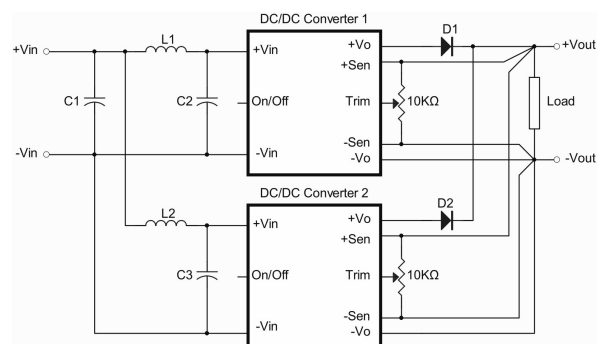 DC/DC Converter 1
D1
+Vin
L1
+Vin
+Vo
+Vout
+Sen
C1
C2
On/Off
Trim
10KΩ
Load
-Sen
-Vin
-Vin
-Vo
-Vout
DC/DC Converter 2
D2
L2
+Vin
+Vo
+Sen
C3
On/Off
Trim
10KΩ
-Sen
-Vin
-Vo